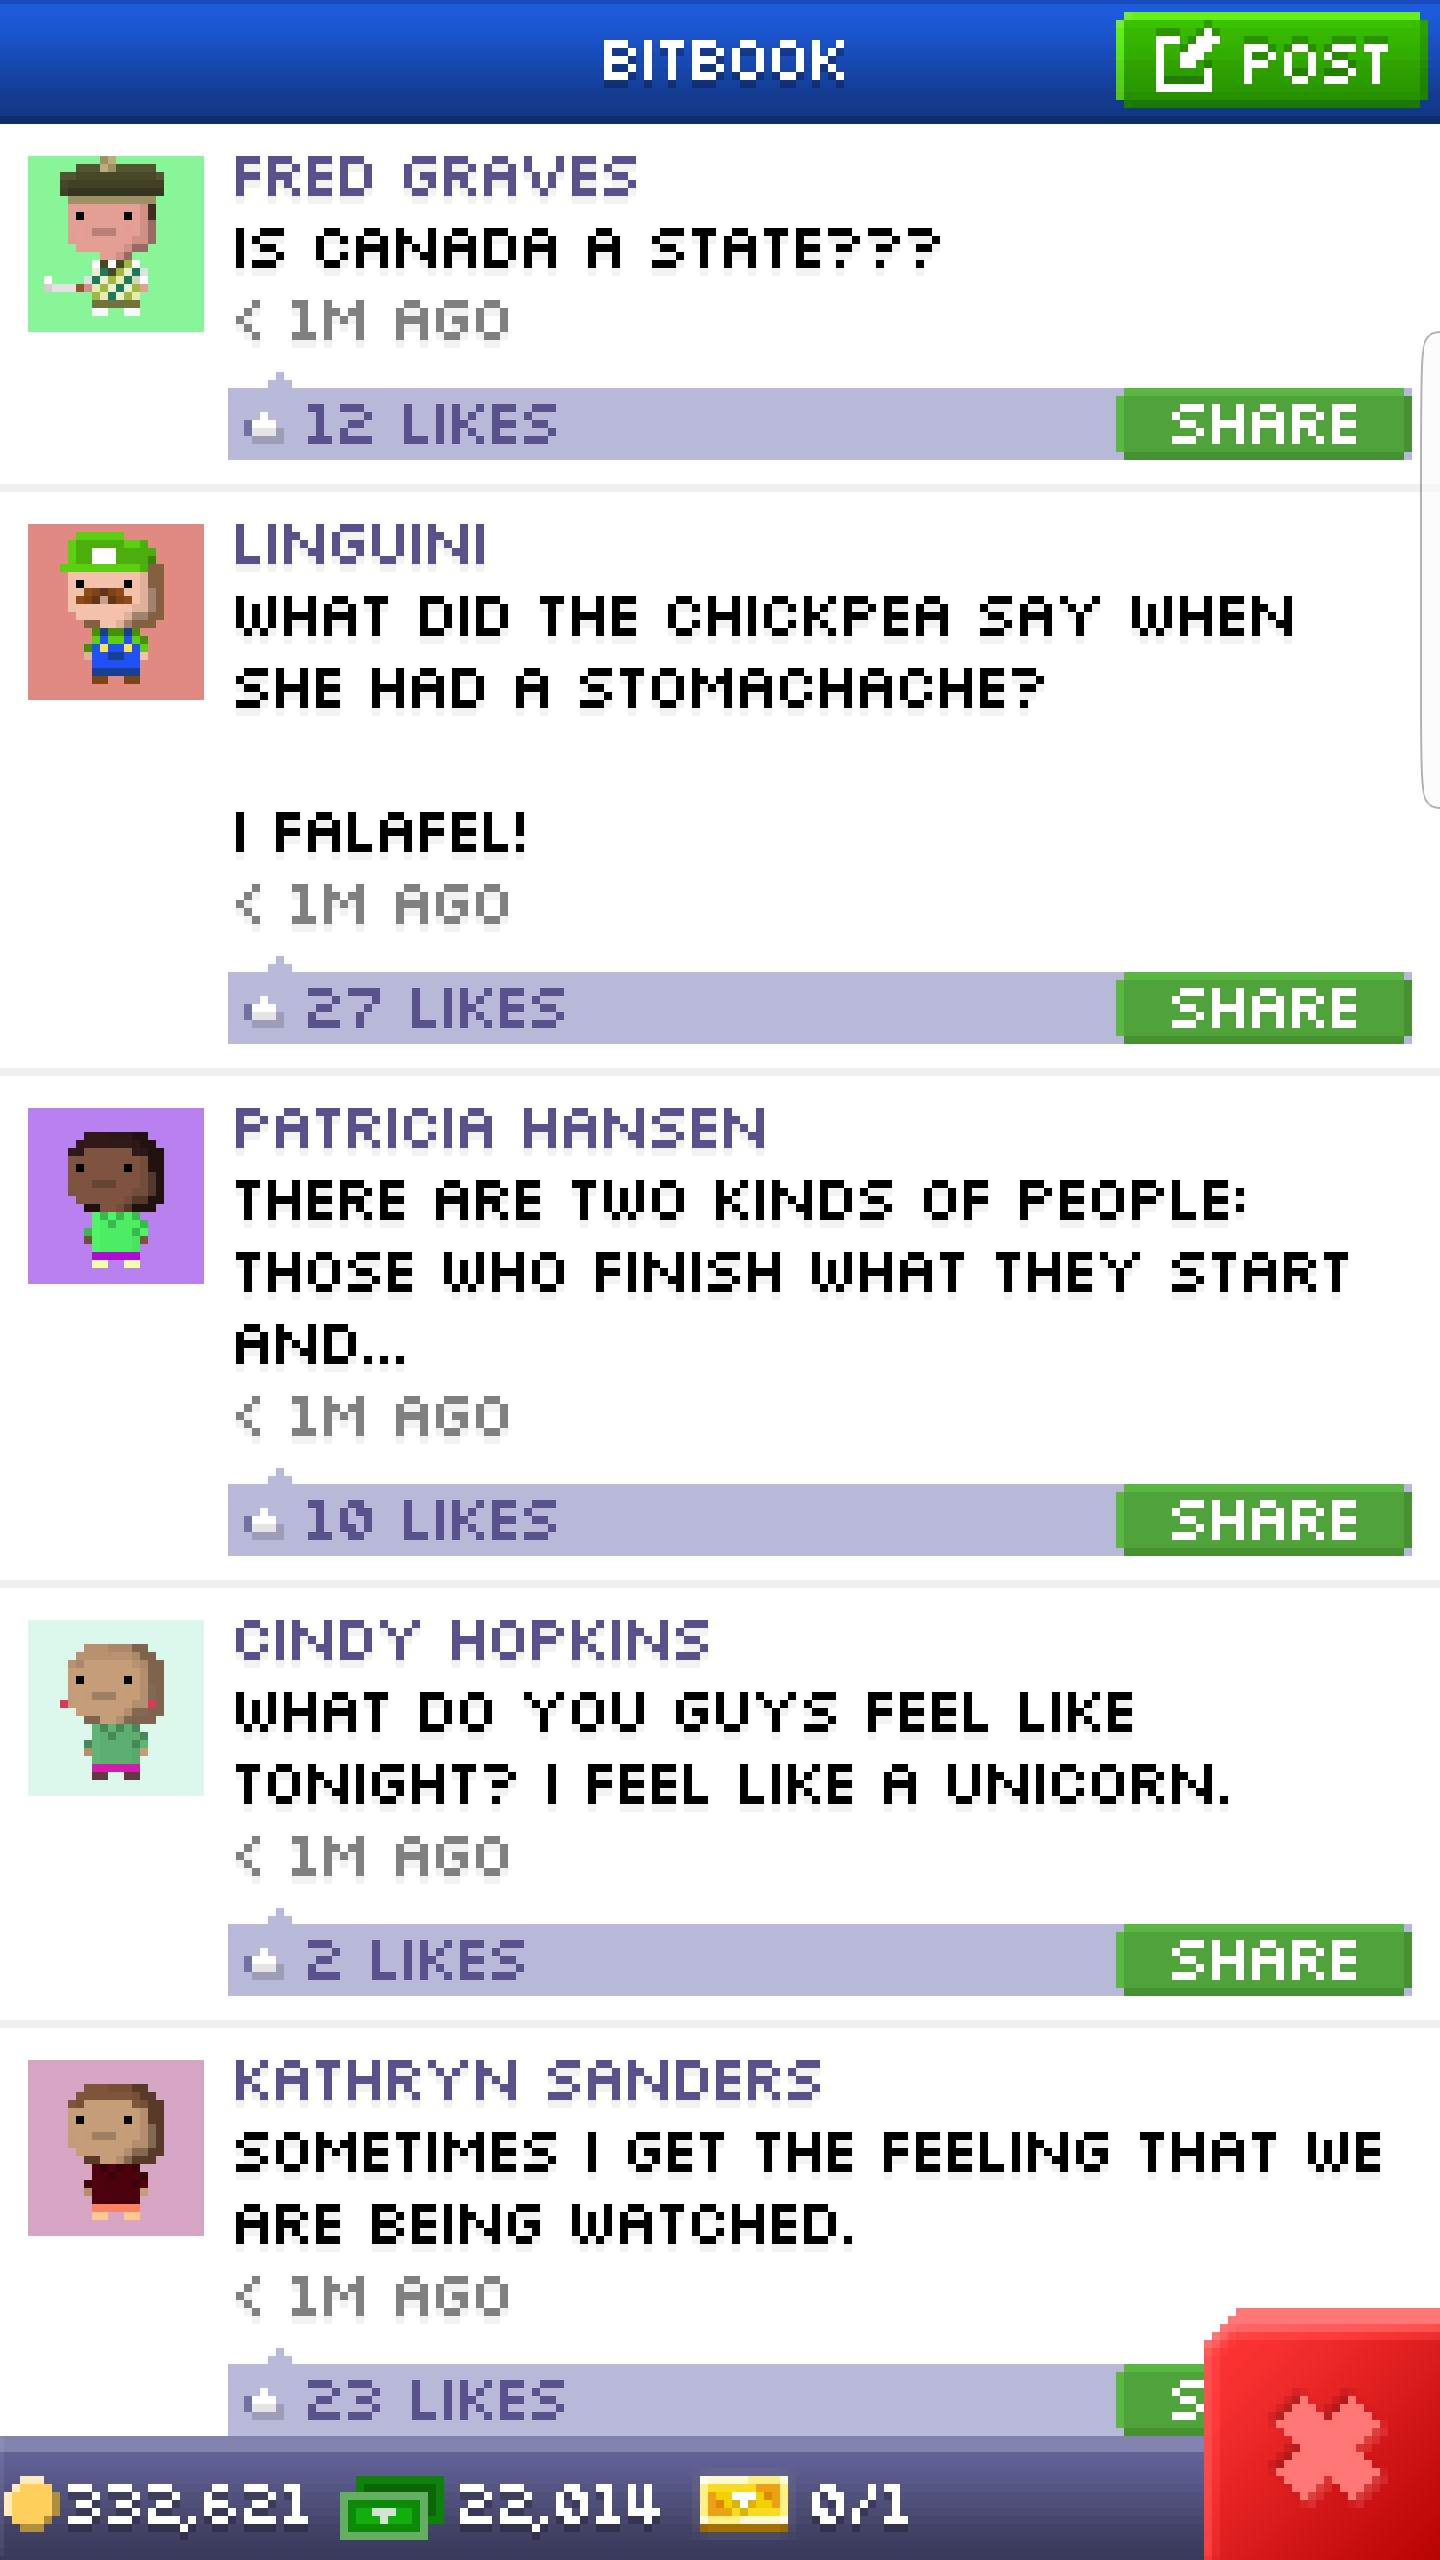 BITBOOK
POST
FRED GRAVES
IS CANADA A STATE???
< 1M AGO
12 LIKES
SHARE
LINGUINI
WHAT DID THE CHICKPEA SAY WHEN
SHE HAD A STOMACHACHE?
I FALAFEL!
< 1M AGO
27 LIKES
SHARE
PATRICIA HANSEN
THERE ARE TWO KINDS OF PEOPLE:
THOSE WHO FINISH WHAT THEY START
AND...
< 1M AGO
10 LIKES
SHARE
CINDY HOPKINS
WHAT DO YOU GUYS FEEL LIKE
TONIGHT? I FEEL LIKE A UNICORN.
< 1M AGO
2 LIKES
SHARE
KATHRYN SANDERS
SOMETIMES I GET THE FEELING THAT WE
ARE BEING WATCHED.
< 1M AGO
23 LIKES
S
332,621 22,014 0/1